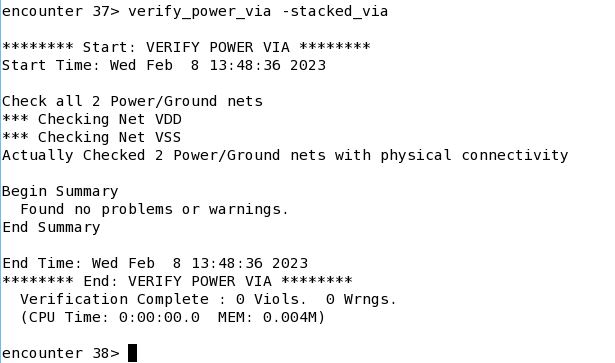 encounter 37> verify_power_via -stacked_via
******** Start: VERIFY POWER VIA ********
Start Time: Wed Feb  8 13:48:36 2023
Check all 2 Power/Ground nets
*** Checking Net VDD
*** Checking Net VSS
Actually Checked 2 Power/Ground nets with physical connectivity
Begin Summary
  Found no problems or warnings.
End Summary
End Time: Wed Feb  8 13:48:36 2023
******** End: VERIFY POWER VIA ********
  Verification Complete : 0 Viols.  0 Wrngs.
  (CPU Time: 0:00:00.0  MEM: 0.004M)
encounter 38>